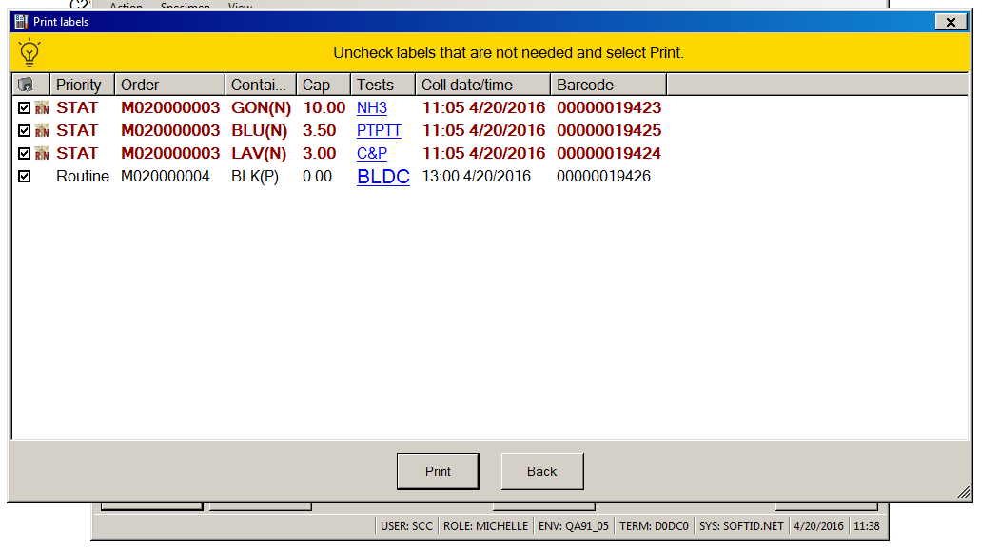 Action Specimen View
Print labels
Uncheck labels that are not needed and select Print.
Priority Order Contai... Cap Tests Coll date/time Barcode
STAT M020000003 GON(N) 10.00 NH3 11:05 4/20/2016 00000019423
STAT M020000003 BLU(N) 3.50 PTPTT 11:05 4/20/2016 00000019425
STAT M020000003 LAV(N) 3.00 C&P 11:05 4/20/2016 00000019424
Routine M020000004 BLK(P) 0.00 BLDC 13:00 4/20/2016 00000019426
Print Back
USER: SCC ROLE: MICHELLE ENV: QA91_05 TERM: D0DC0 SYS: SOFTID.NET 4/20/2016 11:38